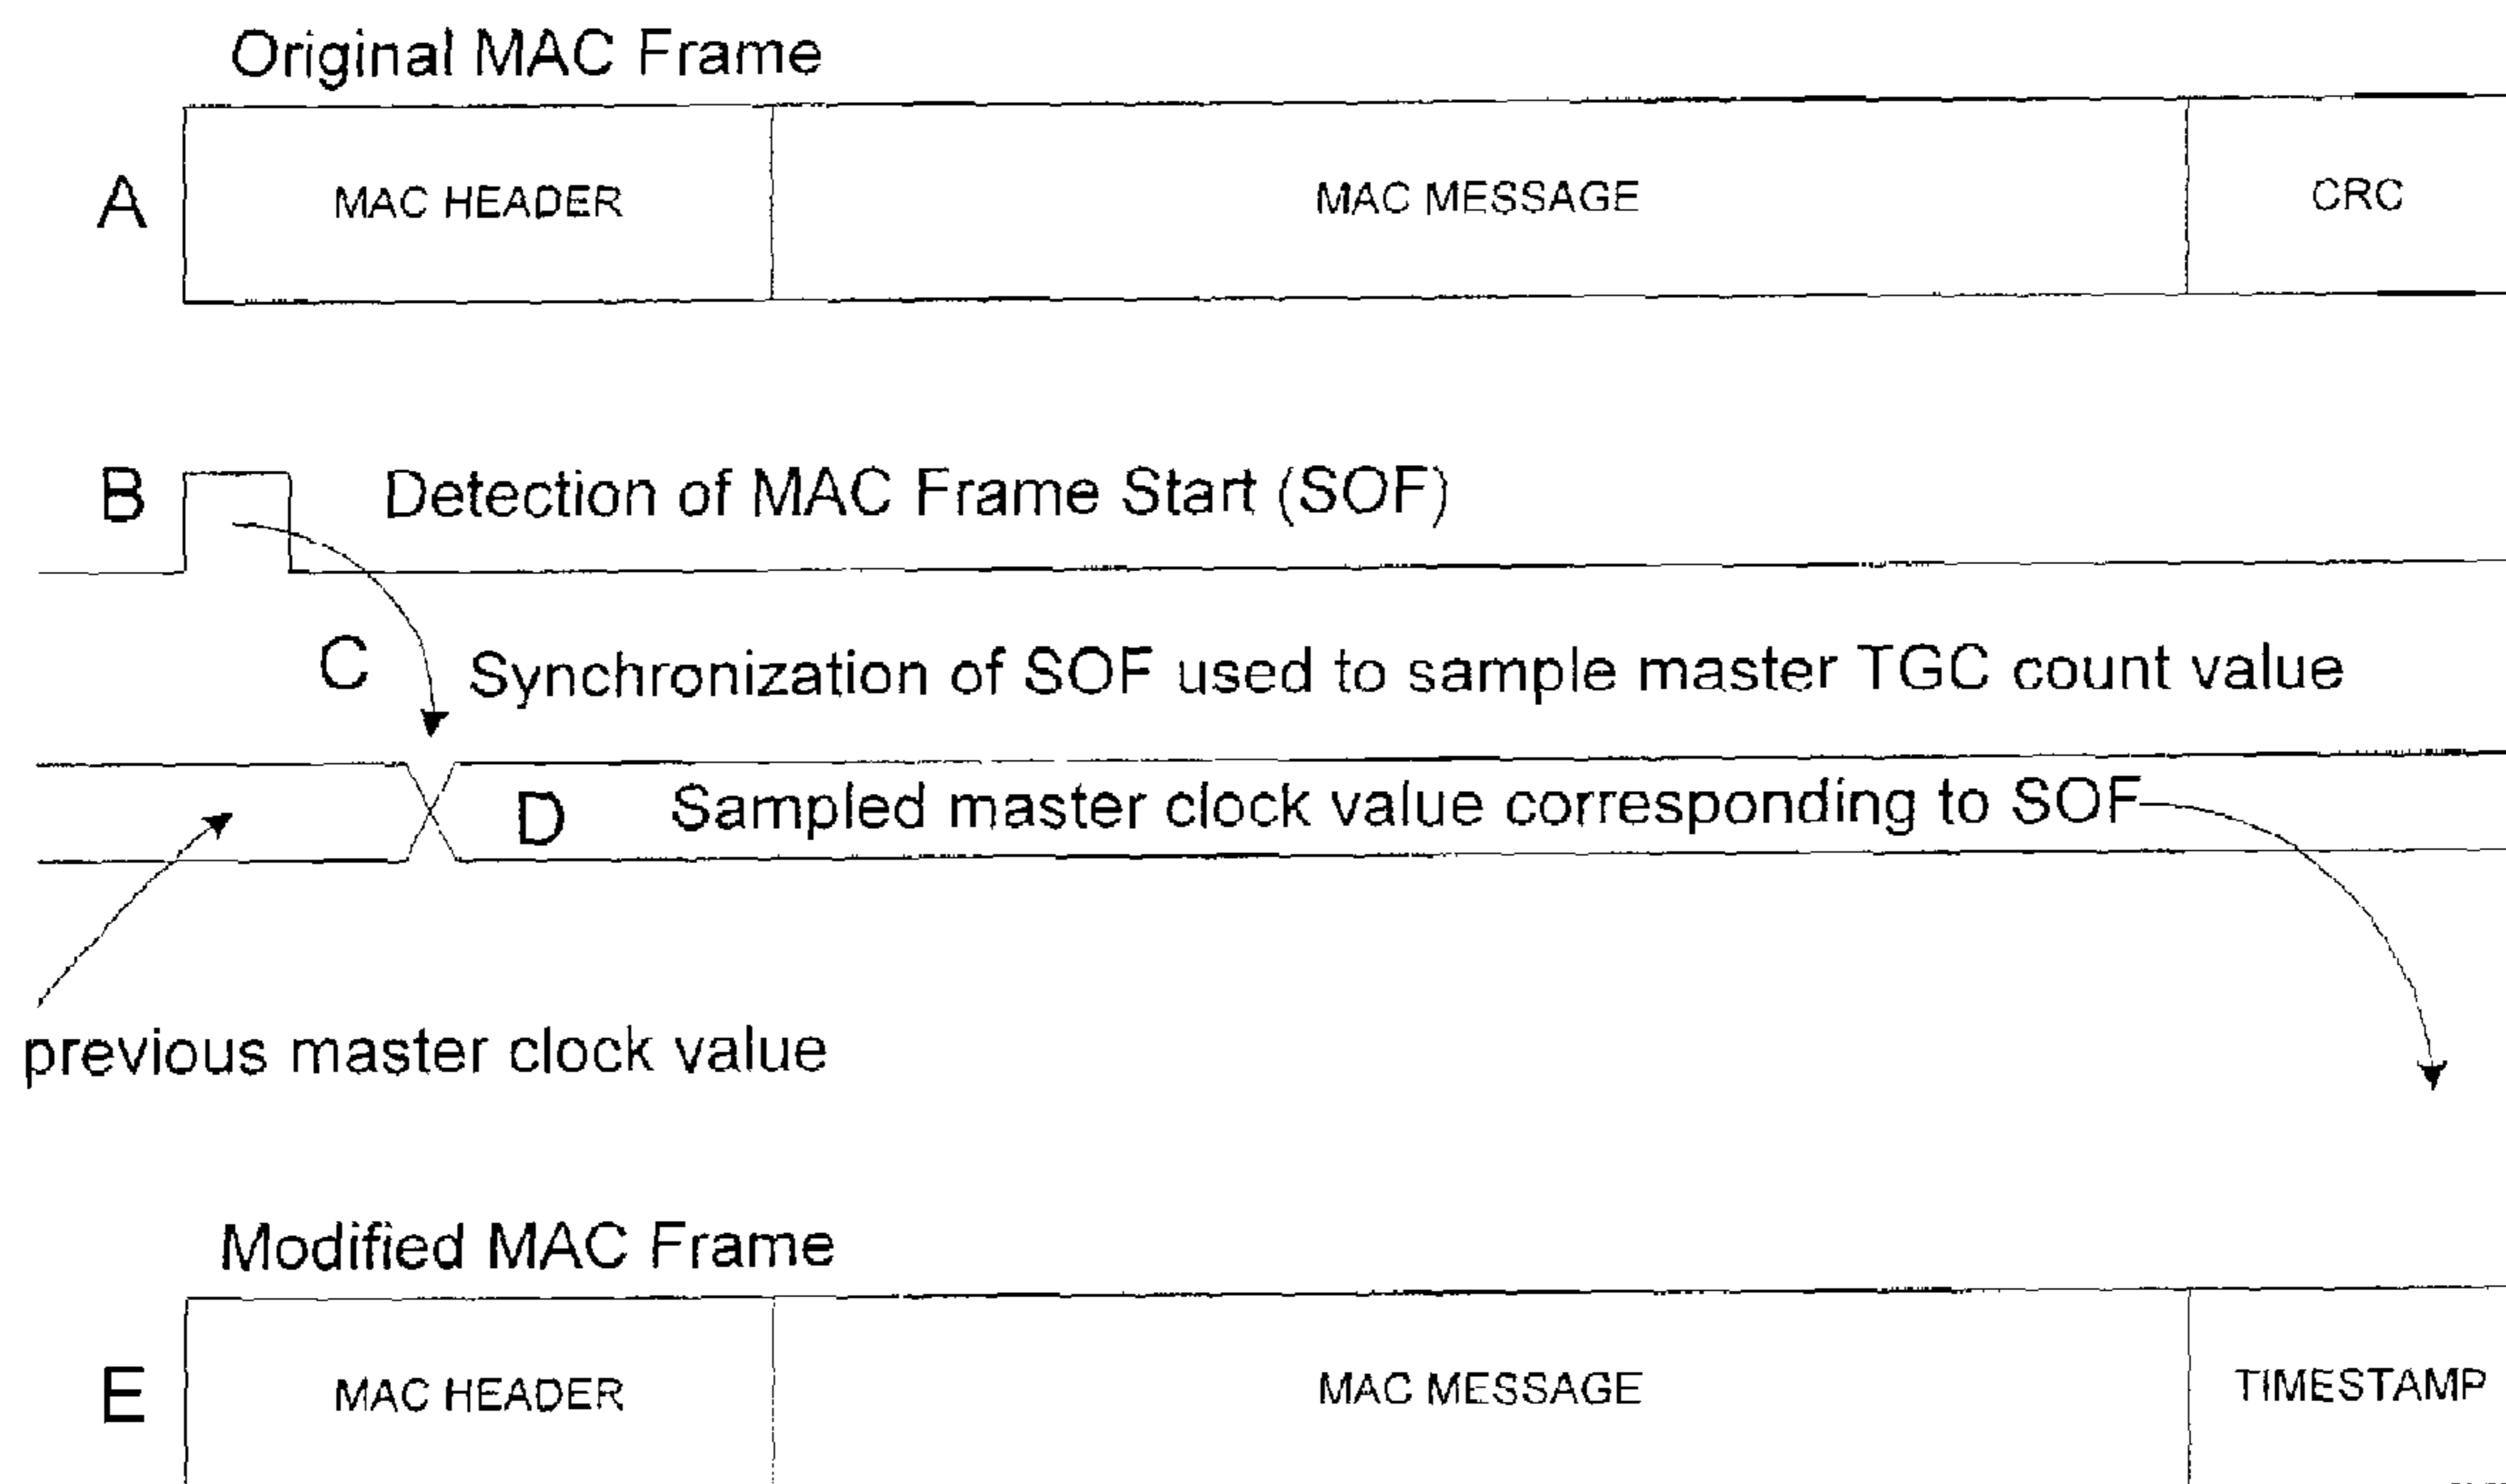 Original MAC Frame
A
MAC HEADER
MAC MESSAGE
CRC
B
Detection of MAC Frame Start (SOF)
C
Synchronization of SOF used to sample master TGC count value
D
Sampled master clock value corresponding to SOF
previous master clock value
Modified MAC Frame
E
MAC HEADER
MAC MESSAGE
TIMESTAMP